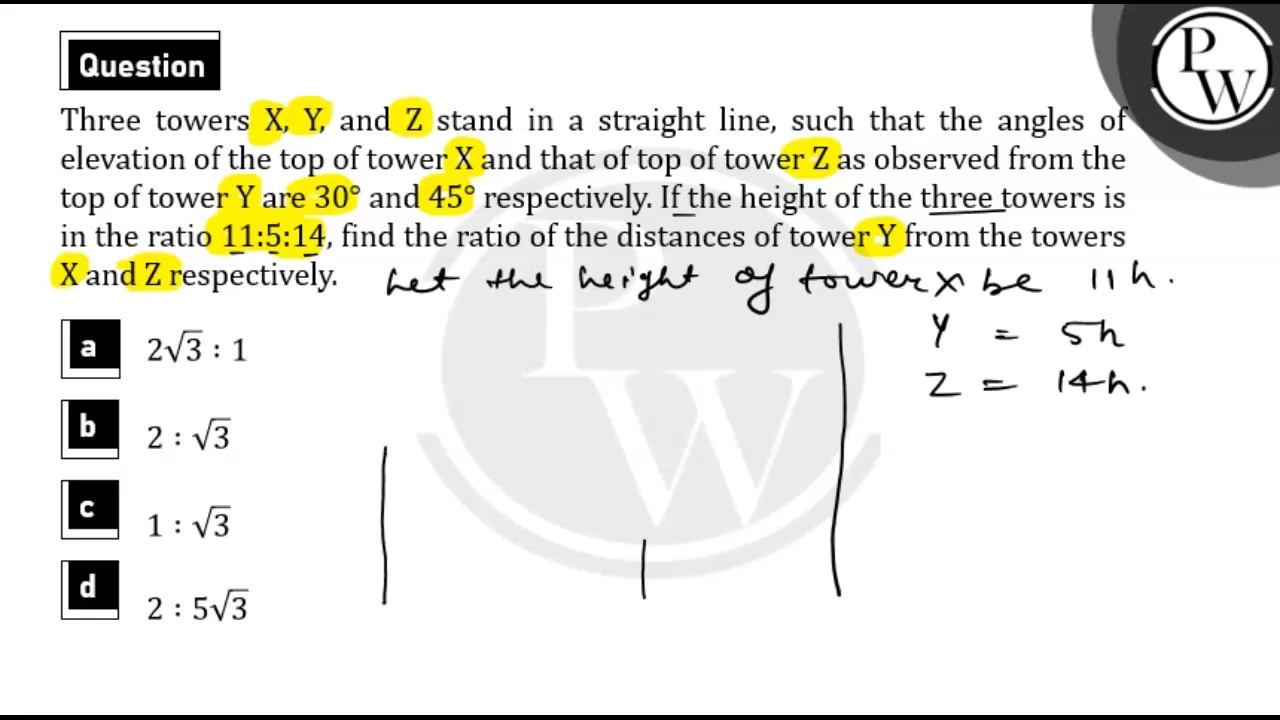 Question
Three towers X, Y, and Z stand in a straight line, such that the angles of
elevation of the top of tower X and that of top of tower Z as observed from the
top of tower Y are 30° and 45° respectively. If the height of the three towers is
in the ratio 11:5:14, find the ratio of the distances of tower Y from the towers
X and Z respectively.
Let the height of tower X be 11h.
Y = 5h
Z = 14h.
a 2√3 : 1
b 2 : √3
c 1 : √3
d 2 : 5√3
PW
PW